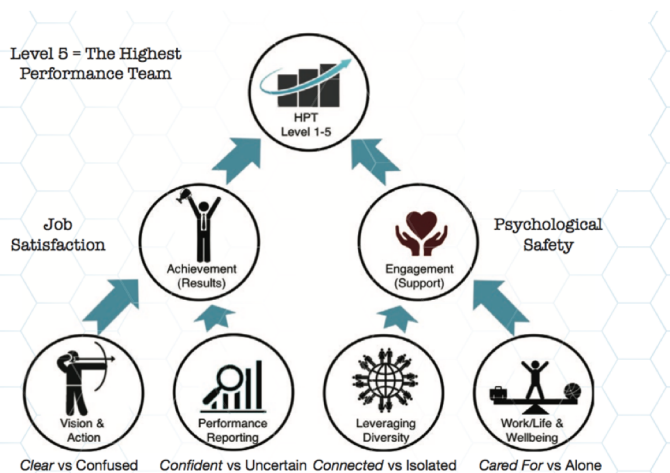 Level 5 = The Highest
Performance Team
HPT
Level 1-5
Job
Satisfaction
Achievement
(Results)
Engagement
(Support)
Psychological
Safety
Vision &
Action
Performance
Reporting
Leveraging
Diversity
Work/Life &
Wellbeing
Clear vs Confused
Confident vs Uncertain
Connected vs Isolated
Cared For vs Alone